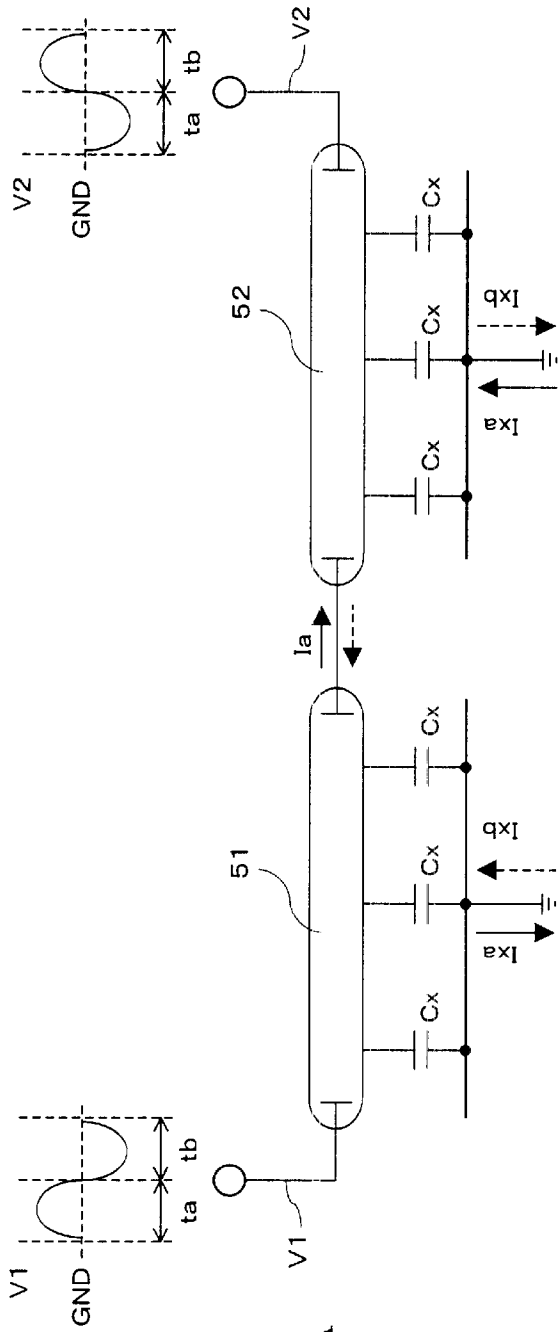 V1
GND
ta
tb
V1
51
Cx
Cx
Cx
Ixa
Ixb
Ia
52
Cx
Cx
Cx
Ixa
Ixb
V2
GND
ta
tb
V2